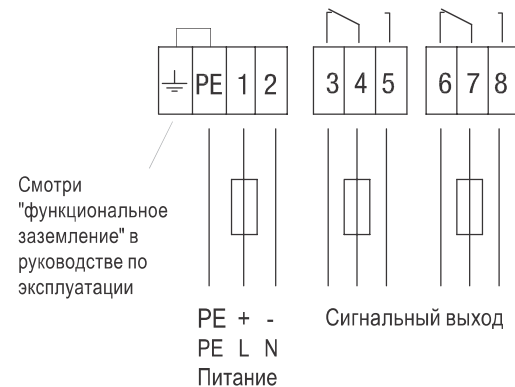 PE 1 2 3 4 5 6 7 8
Смотри
"функциональное
заземление" в
руководстве по
эксплуатации
PE + -
PE L N
Питание
Сигнальный выход